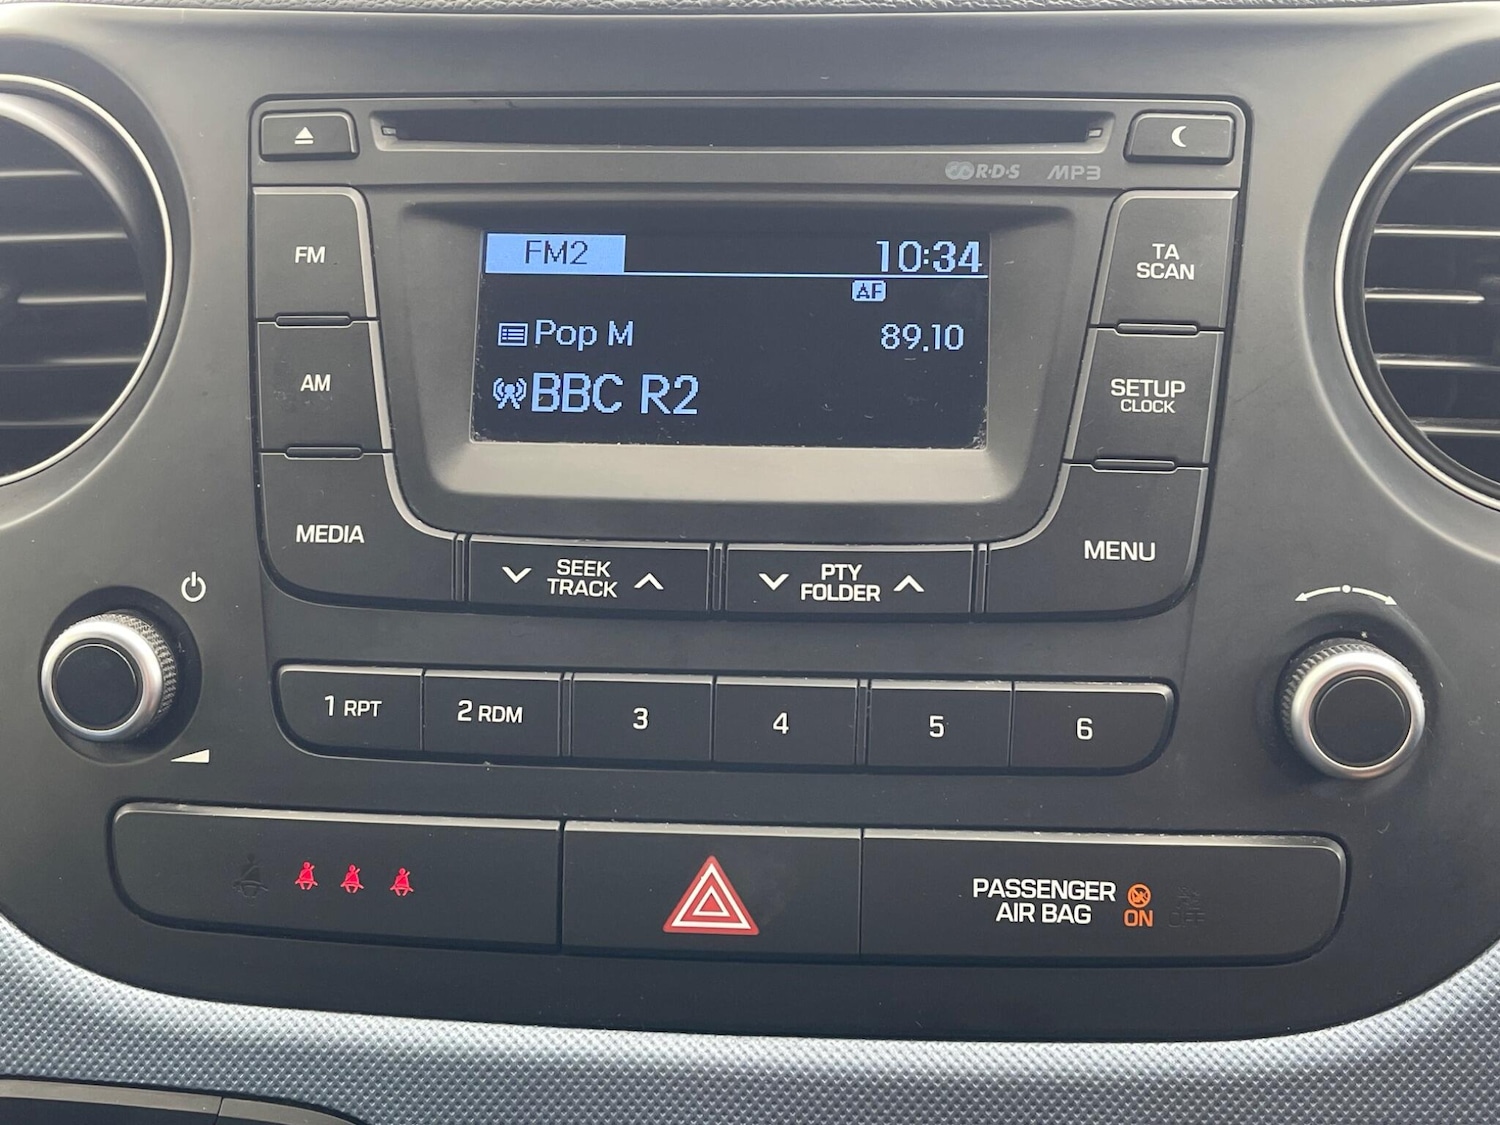 R·D·S MP3
FM
FM2
10:34
TA
SCAN
AF
Pop M
89.10
AM
BBC R2
SETUP
CLOCK
MEDIA
SEEK
TRACK
PTY
FOLDER
MENU
1 RPT
2 RDM
3
4
5
6
PASSENGER
AIR BAG
ON
OFF